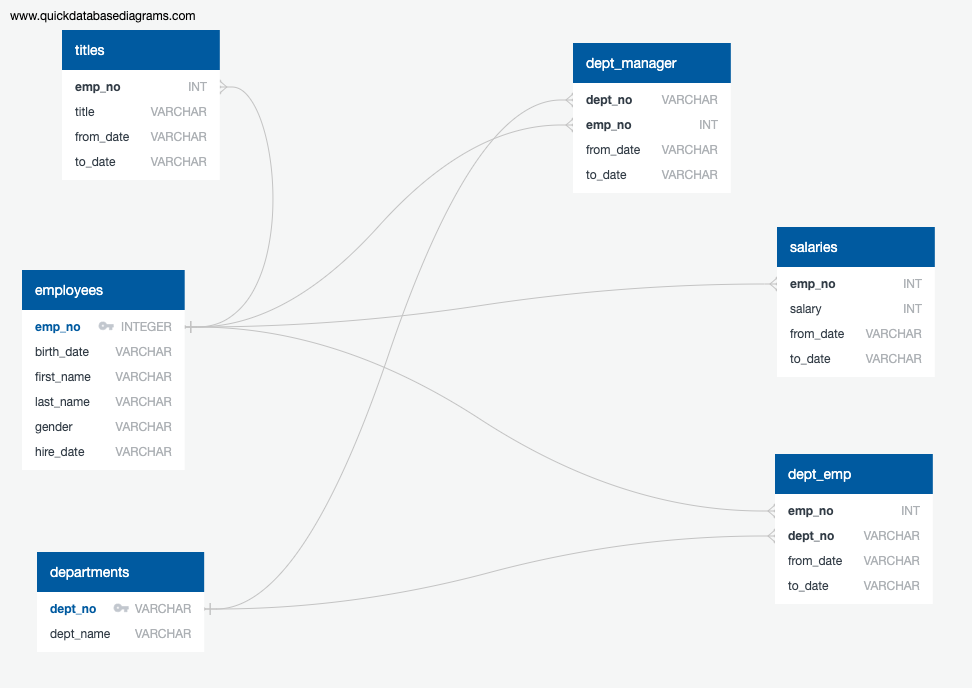 www.quickdatabasediagrams.com
titles
emp_no INT
title VARCHAR
from_date VARCHAR
to_date VARCHAR
dept_manager
dept_no VARCHAR
emp_no INT
from_date VARCHAR
to_date VARCHAR
salaries
emp_no INT
salary INT
from_date VARCHAR
to_date VARCHAR
employees
emp_no INTEGER
birth_date VARCHAR
first_name VARCHAR
last_name VARCHAR
gender VARCHAR
hire_date VARCHAR
dept_emp
emp_no INT
dept_no VARCHAR
from_date VARCHAR
to_date VARCHAR
departments
dept_no VARCHAR
dept_name VARCHAR